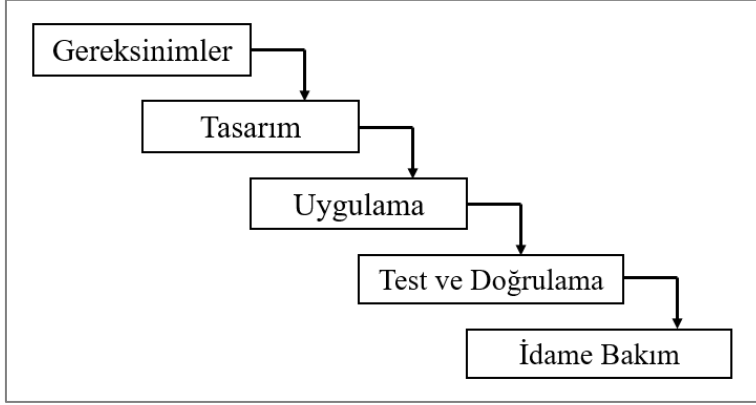 Gereksinimler
Tasarım
Uygulama
Test ve Doğrulama
İdame Bakım